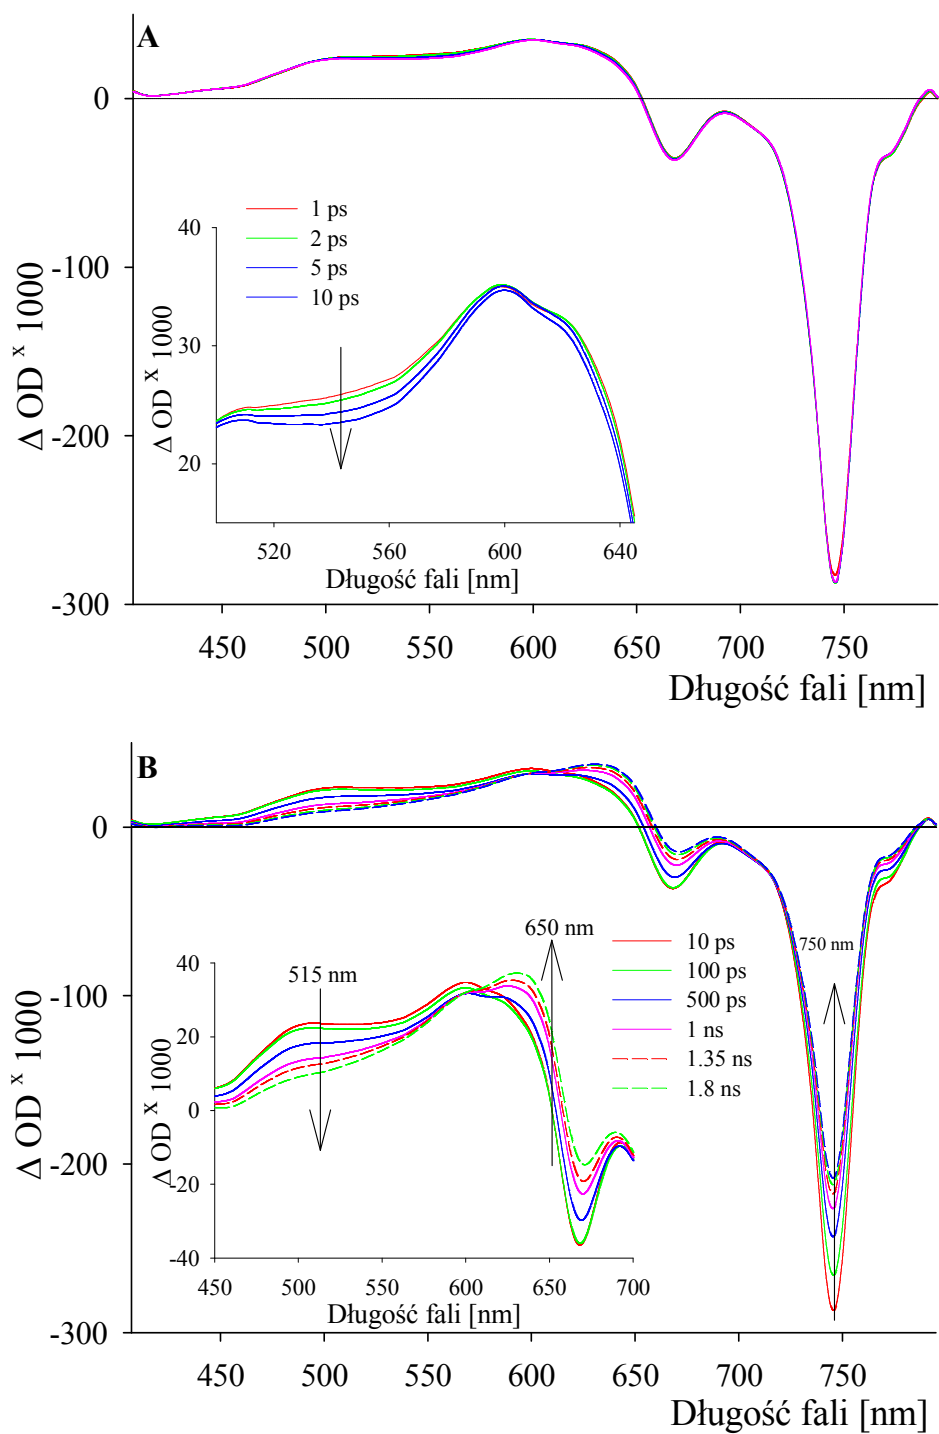 A
0
-100
-200
-300
Δ OD x 1000
450 500 550 600 650 700 750
Długość fali [nm]
1 ps
2 ps
5 ps
10 ps
40
30
20
Δ OD x 1000
520 560 600 640
Długość fali [nm]
B
0
-100
-200
-300
Δ OD x 1000
450 500 550 600 650 700 750
Długość fali [nm]
650 nm
515 nm
750 nm
10 ps
100 ps
500 ps
1 ns
1.35 ns
1.8 ns
40
20
0
-20
-40
Δ OD x 1000
450 500 550 600 650 700
Długość fali [nm]